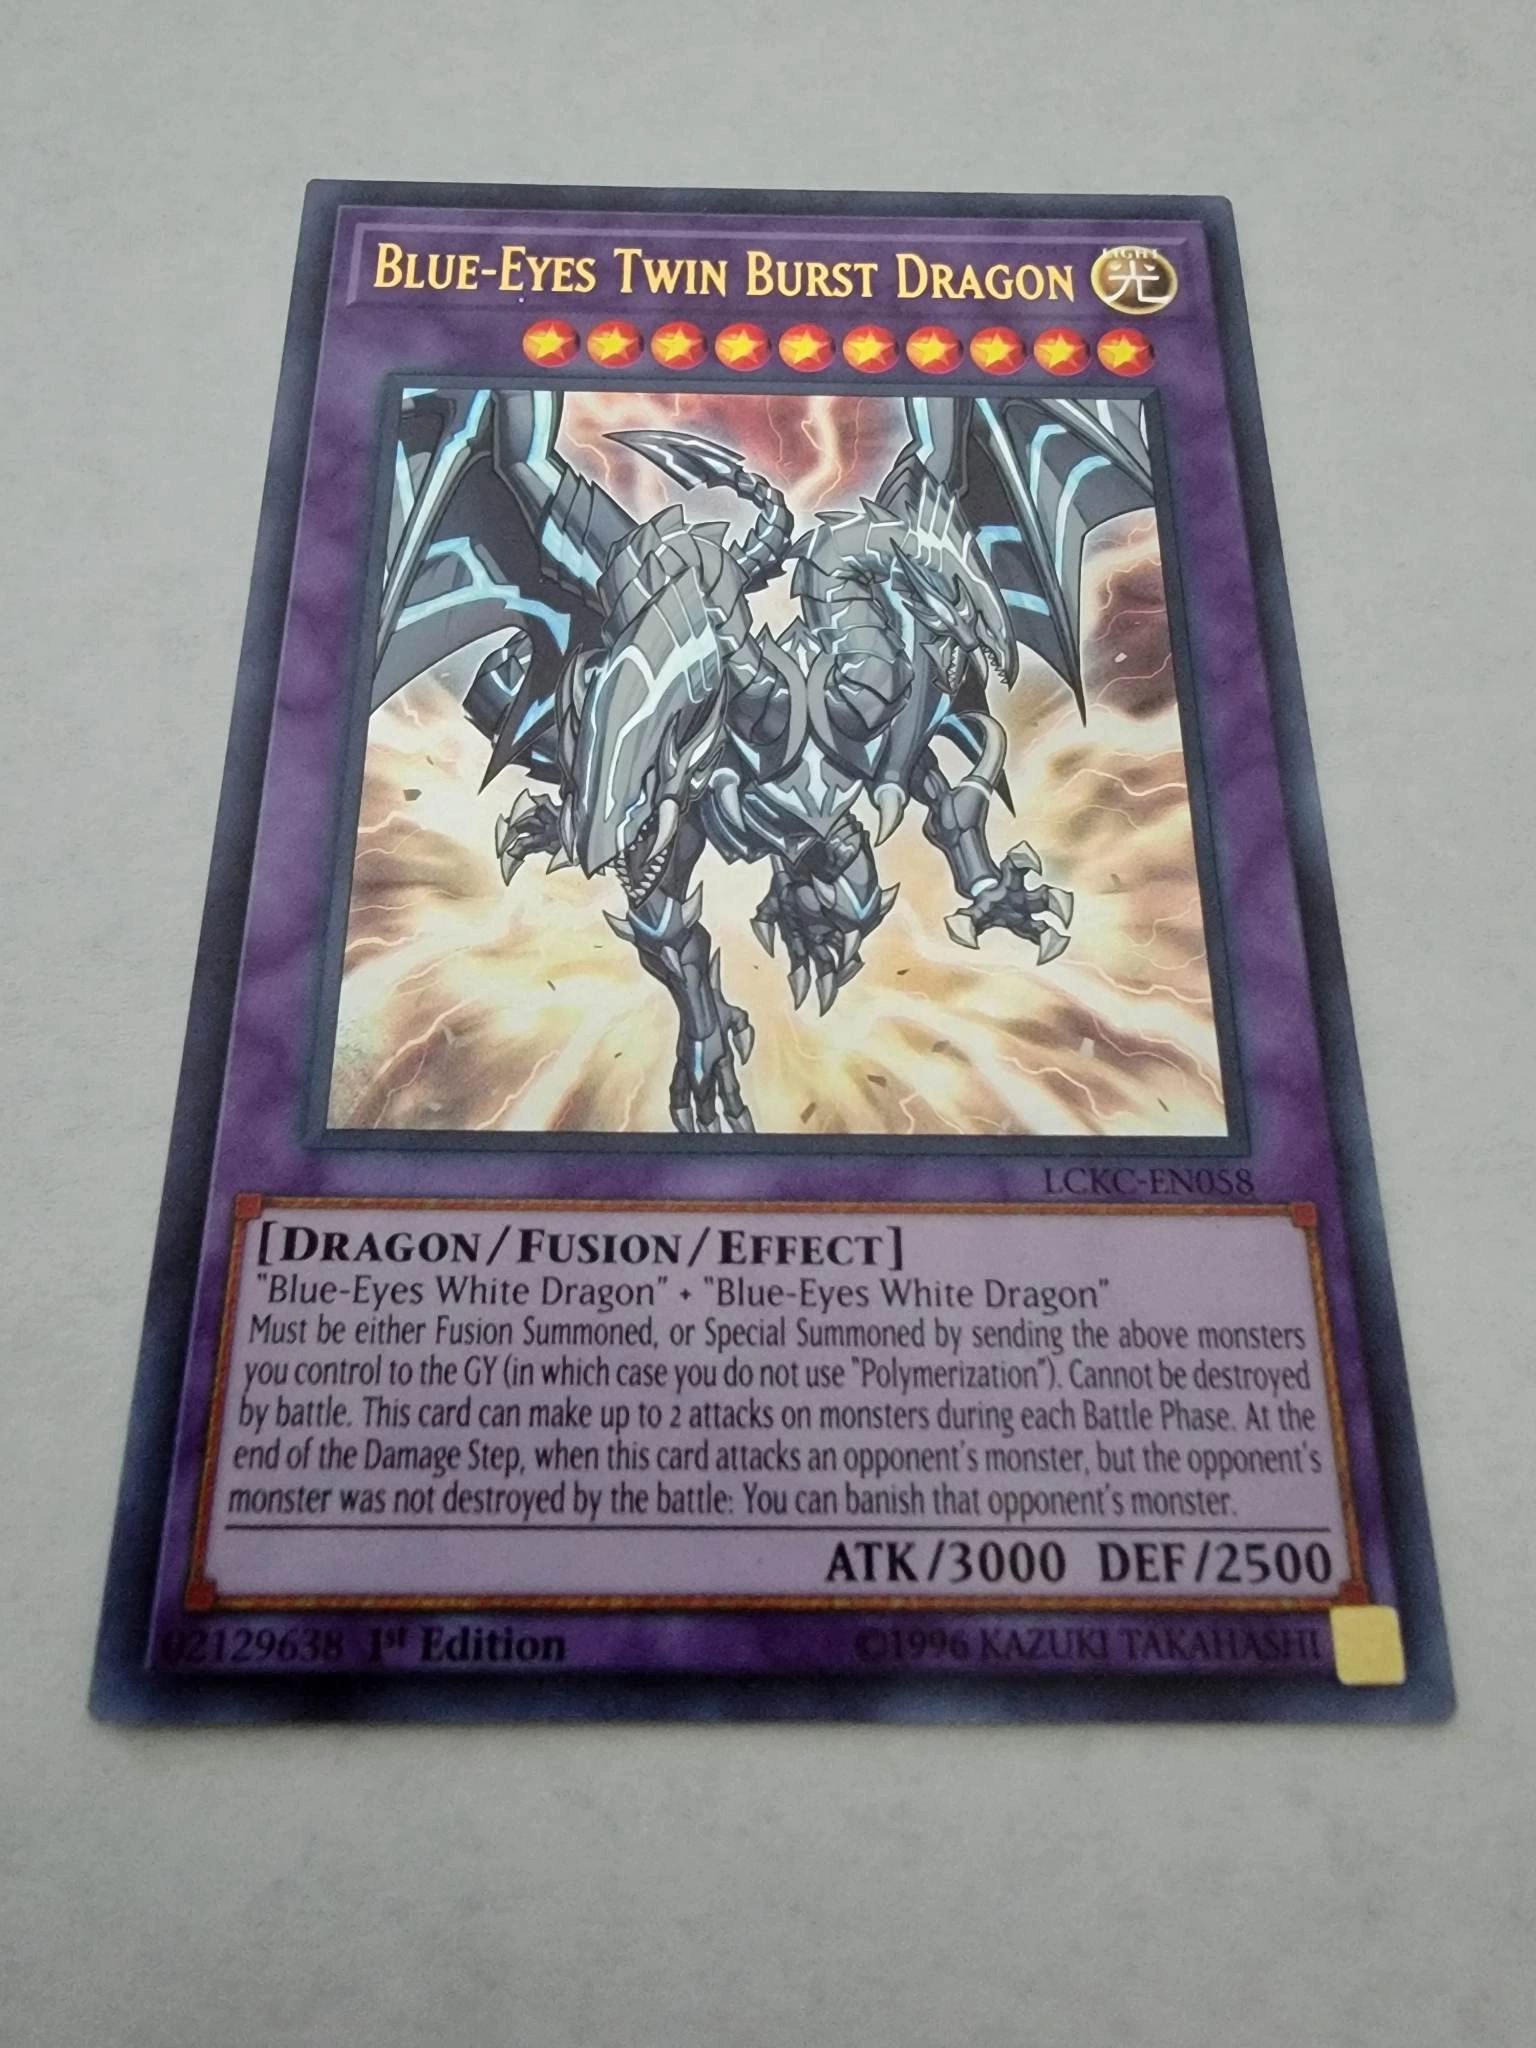 BLUE-EYES TWIN BURST DRAGON
LIGHT
光
LCKC-EN058
[DRAGON/FUSION/EFFECT]
"Blue-Eyes White Dragon" + "Blue-Eyes White Dragon"
Must be either Fusion Summoned, or Special Summoned by sending the above monsters
you control to the GY (in which case you do not use "Polymerization"). Cannot be destroyed
by battle. This card can make up to 2 attacks on monsters during each Battle Phase. At the
end of the Damage Step, when this card attacks an opponent's monster, but the opponent's
monster was not destroyed by the battle: You can banish that opponent's monster.
ATK/3000 DEF/2500
02129638 1st Edition ©1996 KAZUKI TAKAHASHI